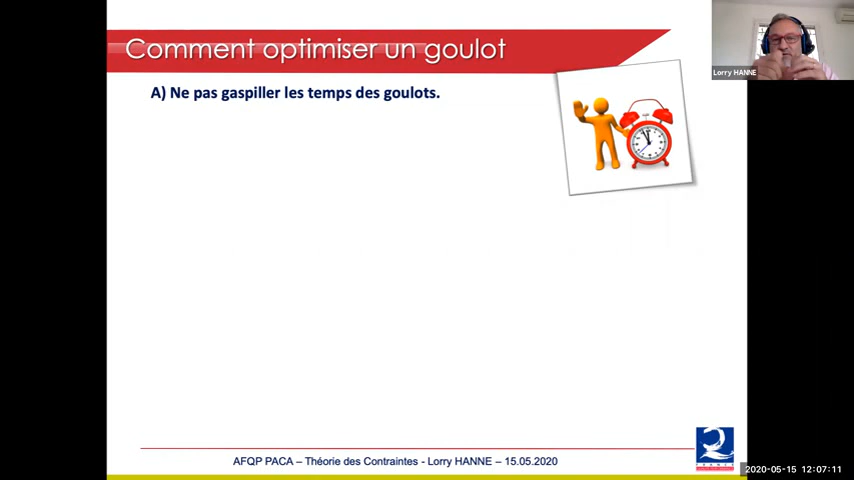 Comment optimiser un goulot
Lorry HANNE
A) Ne pas gaspiller les temps des goulots.
AFQP PACA – Théorie des Contraintes - Lorry HANNE – 15.05.2020
FRANCE
2020-05-15 12:07:11